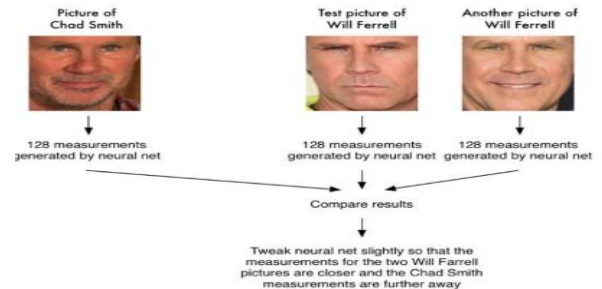 Picture of
Chad Smith
Test picture of
Will Ferrell
Another picture of
Will Ferrell
128 measurements
generated by neural net
128 measurements
generated by neural net
128 measurements
generated by neural net
Compare results
Tweak neural net slightly so that the
measurements for the two Will Farrell
pictures are closer and the Chad Smith
measurements are further away